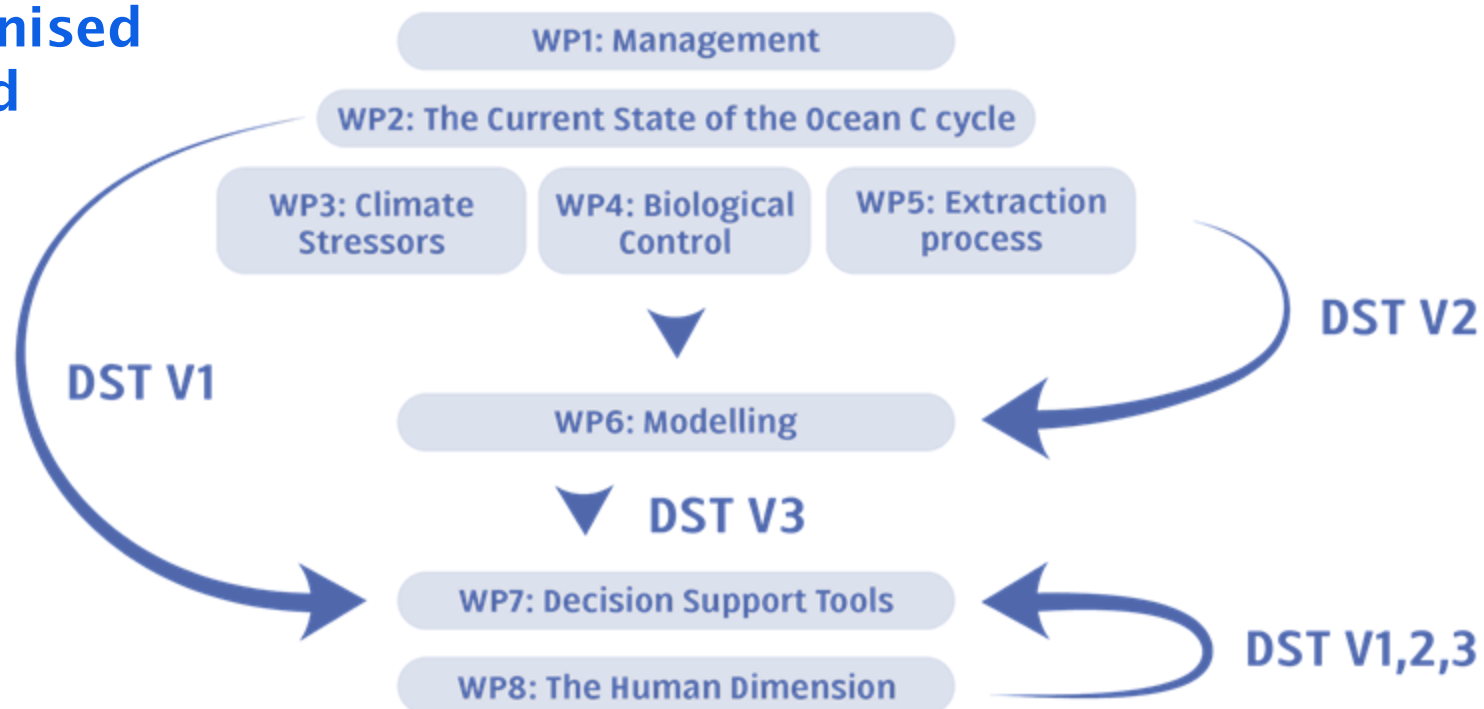 nised
d
WP1: Management
WP2: The Current State of the Ocean C cycle
WP3: Climate
Stressors
WP4: Biological
Control
WP5: Extraction
process
DST V2
DST V1
WP6: Modelling
DST V3
WP7: Decision Support Tools
DST V1,2,3
WP8: The Human Dimension